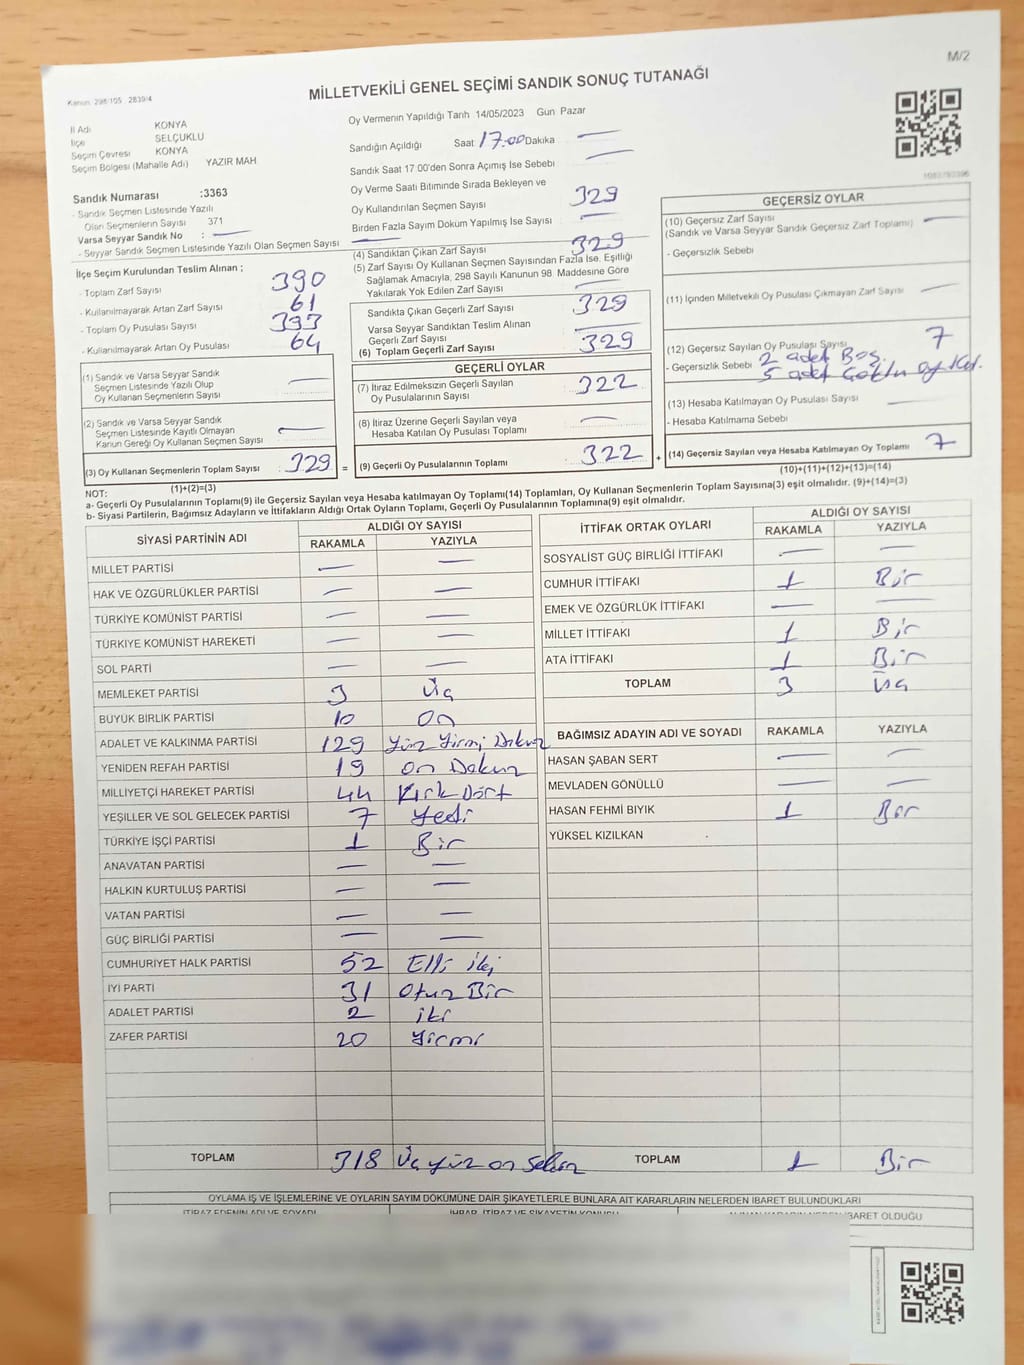 M/2
Kanun: 298/105 2839/4
MİLLETVEKİLİ GENEL SEÇİMİ SANDIK SONUÇ TUTANAĞI
İl Adı KONYA
İlçe SELÇUKLU
Seçim Çevresi KONYA
Seçim Bölgesi (Mahalle Adı) YAZIR MAH
Sandık Numarası :3363
- Sandık Seçmen Listesinde Yazılı
Olan Seçmenlerin Sayısı 371
Varsa Seyyar Sandık No : —
- Seyyar Sandık Seçmen Listesinde Yazılı Olan Seçmen Sayısı —
İlçe Seçim Kurulundan Teslim Alınan ;
- Toplam Zarf Sayısı 390
- Kullanılmayarak Artan Zarf Sayısı 61
- Toplam Oy Pusulası Sayısı 393
- Kullanılmayarak Artan Oy Pusulası 64
(1) Sandık ve Varsa Seyyar Sandık
Seçmen Listesinde Yazılı Olup
Oy Kullanan Seçmenlerin Sayısı —
(2) Sandık ve Varsa Seyyar Sandık
Seçmen Listesinde Kayıtlı Olmayan
Kanun Gereği Oy Kullanan Seçmen Sayısı —
(3) Oy Kullanan Seçmenlerin Toplam Sayısı 329 =
(1)+(2)=(3)
Oy Vermenin Yapıldığı Tarih 14/05/2023 Gün Pazar
Sandığın Açıldığı Saat 17.00 Dakika —
Sandık Saat 17.00'den Sonra Açımış İse Sebebi —
Oy Verme Saati Bitiminde Sırada Bekleyen ve
Oy Kullandırılan Seçmen Sayısı 329
Birden Fazla Sayım Döküm Yapılmış İse Sayısı —
(4) Sandıktan Çıkan Zarf Sayısı 329
(5) Zarf Sayısı Oy Kullanan Seçmen Sayısından Fazla İse, Eşitliği
Sağlamak Amacıyla, 298 Sayılı Kanunun 98. Maddesine Göre
Yakılarak Yok Edilen Zarf Sayısı —
Sandıkta Çıkan Geçerli Zarf Sayısı 329
Varsa Seyyar Sandıktan Teslim Alınan
Geçerli Zarf Sayısı —
(6) Toplam Geçerli Zarf Sayısı 329
GEÇERLİ OYLAR
(7) İtiraz Edilmeksizin Geçerli Sayılan
Oy Pusulalarının Sayısı 322
(8) İtiraz Üzerine Geçerli Sayılan veya
Hesaba Katılan Oy Pusulası Toplamı —
(9) Geçerli Oy Pusulalarının Toplamı 322 +
1083793396
GEÇERSİZ OYLAR
(10) Geçersiz Zarf Sayısı —
(Sandık ve Varsa Seyyar Sandık Geçersiz Zarf Toplamı)
- Geçersizlik Sebebi
(11) İçinden Milletvekili Oy Pusulası Çıkmayan Zarf Sayısı —
(12) Geçersiz Sayılan Oy Pusulası Sayısı 7
- Geçersizlik Sebebi 2 adet Boş.
5 adet Çoklu oy
(13) Hesaba Katılmayan Oy Pusulası Sayısı —
- Hesaba Katılmama Sebebi
(14) Geçersiz Sayılan veya Hesaba Katılmayan Oy Toplamı 7
(10)+(11)+(12)+(13)=(14)
NOT:
a- Geçerli Oy Pusulalarının Toplamı(9) ile Geçersiz Sayılan veya Hesaba katılmayan Oy Toplamı(14) Toplamları, Oy Kullanan Seçmenlerin Toplam Sayısına(3) eşit olmalıdır. (9)+(14)=(3)
b- Siyasi Partilerin, Bağımsız Adayların ve İttifakların Aldığı Ortak Oyların Toplamı, Geçerli Oy Pusulalarının Toplamına(9) eşit olmalıdır.
SİYASİ PARTİNİN ADI ALDIĞI OY SAYISI
RAKAMLA YAZIYLA
MİLLET PARTİSİ — —
HAK VE ÖZGÜRLÜKLER PARTİSİ — —
TÜRKİYE KOMÜNİST PARTİSİ — —
TÜRKİYE KOMÜNİST HAREKETİ — —
SOL PARTİ — —
MEMLEKET PARTİSİ 3 Üç
BÜYÜK BİRLİK PARTİSİ 10 On
ADALET VE KALKINMA PARTİSİ 129 Yüz Yirmi Dokuz
YENİDEN REFAH PARTİSİ 19 On Dokuz
MİLLİYETÇİ HAREKET PARTİSİ 44 Kırk Dört
YEŞİLLER VE SOL GELECEK PARTİSİ 7 Yedi
TÜRKİYE İŞÇİ PARTİSİ 1 Bir
ANAVATAN PARTİSİ — —
HALKIN KURTULUŞ PARTİSİ — —
VATAN PARTİSİ — —
GÜÇ BİRLİĞİ PARTİSİ — —
CUMHURİYET HALK PARTİSİ 52 Elli iki
İYİ PARTİ 31 Otuz Bir
ADALET PARTİSİ 2 iki
ZAFER PARTİSİ 20 Yirmi
TOPLAM 318 Üç yüz on Sekiz
İTTİFAK ORTAK OYLARI ALDIĞI OY SAYISI
RAKAMLA YAZIYLA
SOSYALİST GÜÇ BİRLİĞİ İTTİFAKI — —
CUMHUR İTTİFAKI 1 Bir
EMEK VE ÖZGÜRLÜK İTTİFAKI — —
MİLLET İTTİFAKI 1 Bir
ATA İTTİFAKI 1 Bir
TOPLAM 3 Üç
BAĞIMSIZ ADAYIN ADI VE SOYADI RAKAMLA YAZIYLA
HASAN ŞABAN SERT — —
MEVLADEN GÖNÜLLÜ — —
HASAN FEHMİ BIYIK 1 Bir
YÜKSEL KIZILKAN
TOPLAM 1 Bir
OYLAMA İŞ VE İŞLEMLERİNE VE OYLARIN SAYIM DÖKÜMÜNE DAİR ŞİKAYETLERLE BUNLARA AİT KARARLARIN NELERDEN İBARET BULUNDUKLARI
İTİRAZ EDENİN ADI VE SOYADI İHBAR, İTİRAZ VE ŞİKAYETİN KONUSU İBARET OLDUĞU